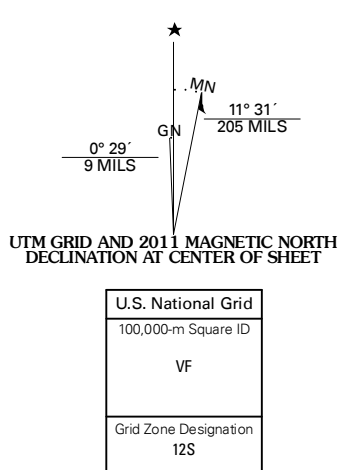 ★
MN
11° 31´
205 MILS
GN
0° 29´
9 MILS
UTM GRID AND 2011 MAGNETIC NORTH
DECLINATION AT CENTER OF SHEET
U.S. National Grid
100,000-m Square ID
VF
Grid Zone Designation
12S